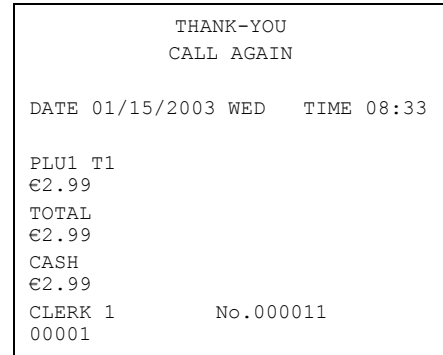 THANK-YOU
CALL AGAIN
DATE 01/15/2003 WED TIME 08:33
PLU1 T1
€2.99
TOTAL
€2.99
CASH
€2.99
CLERK 1 No.000011
00001